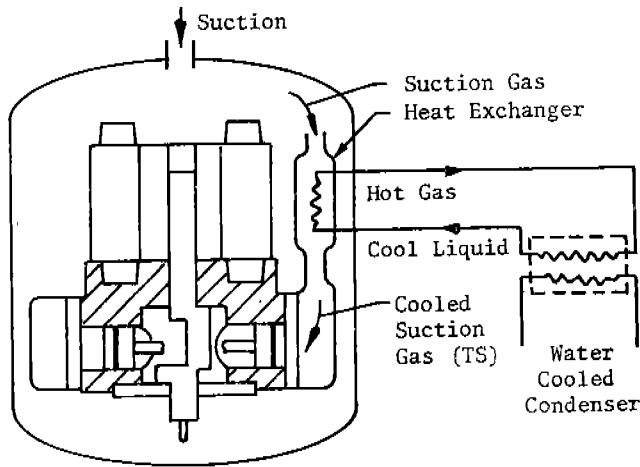 Suction
Suction Gas
Heat Exchanger
Hot Gas
Cool Liquid
Cooled
Suction
Gas (TS)
Water
Cooled
Condenser